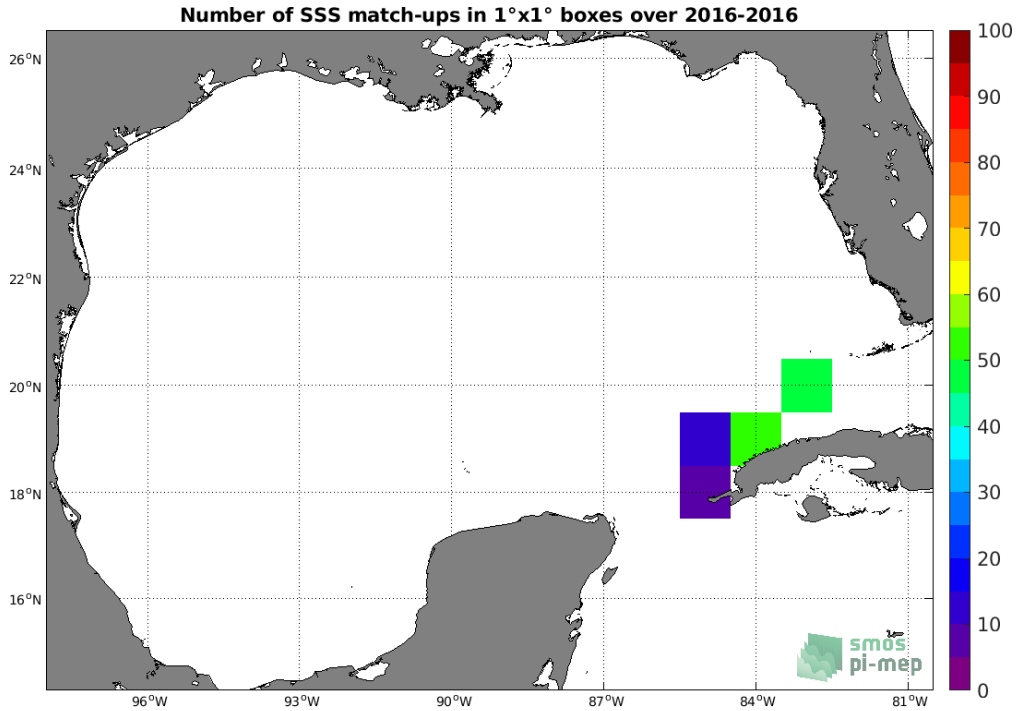 Number of SSS match-ups in 1°x1° boxes over 2016-2016
100
90
80
70
60
50
40
30
20
10
0
26°N
24°N
22°N
20°N
18°N
16°N
96°W
93°W
90°W
87°W
84°W
81°W
smos
pi-mep